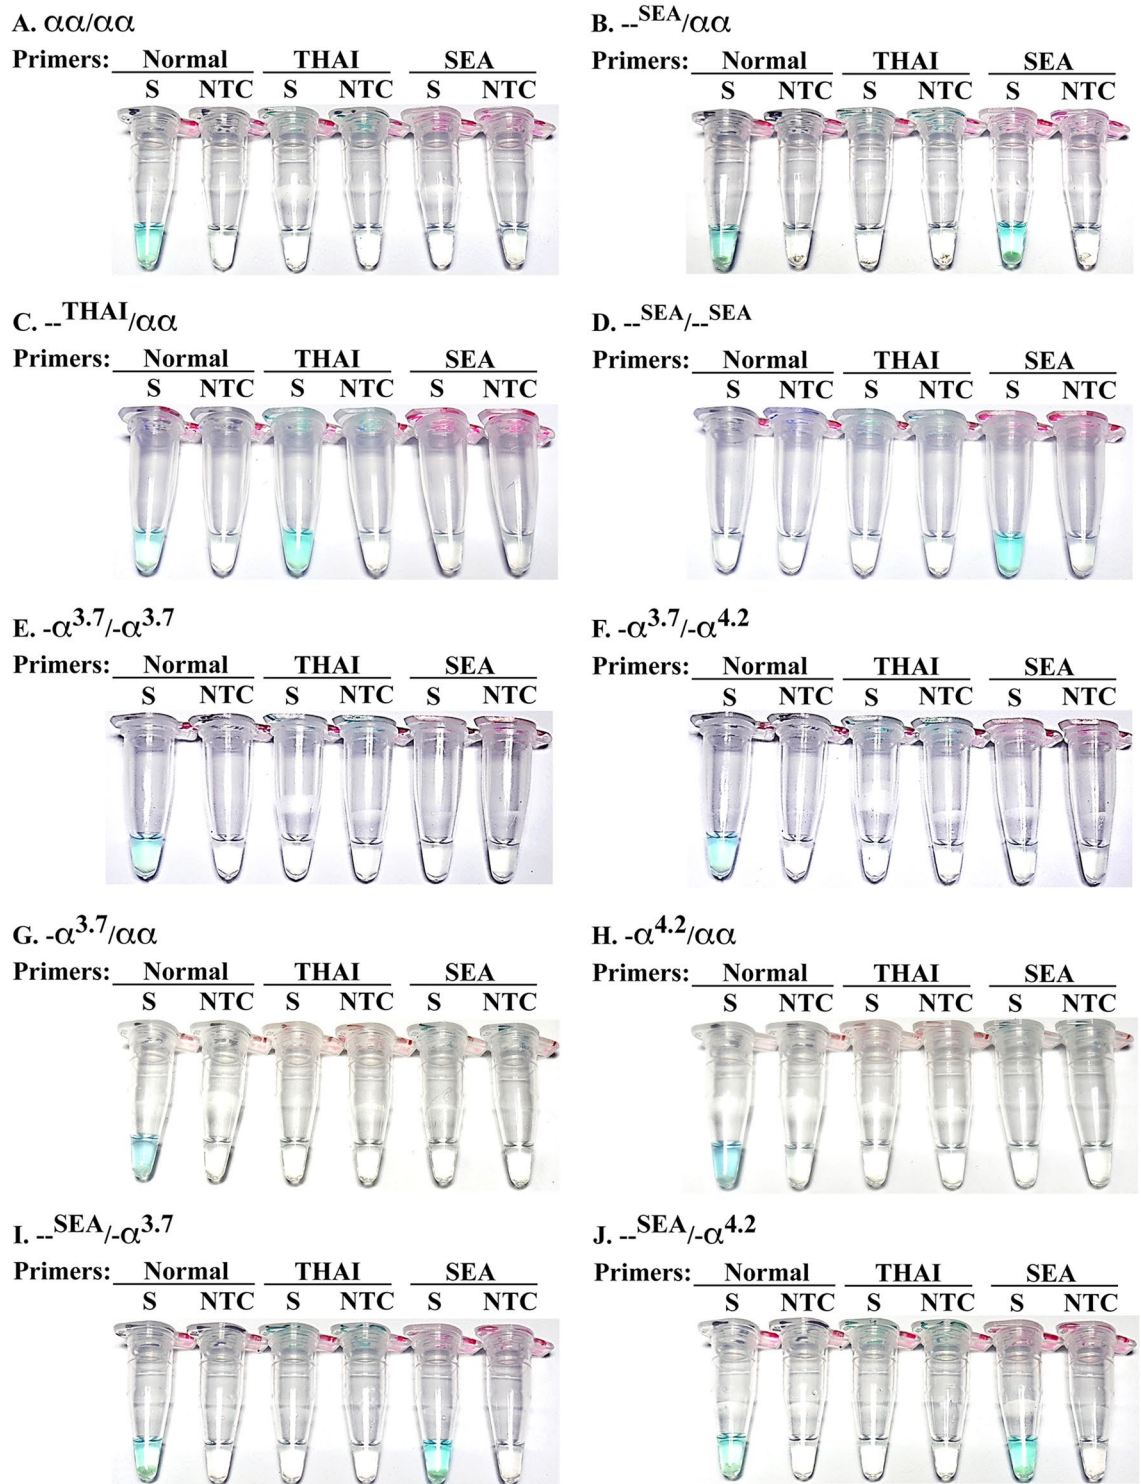 A. αα/αα
Primers: Normal THAI SEA
S NTC S NTC S NTC
B. --SEA/αα
Primers: Normal THAI SEA
S NTC S NTC S NTC
C. --THAI/αα
Primers: Normal THAI SEA
S NTC S NTC S NTC
D. --SEA/--SEA
Primers: Normal THAI SEA
S NTC S NTC S NTC
E. -α3.7/-α3.7
Primers: Normal THAI SEA
S NTC S NTC S NTC
F. -α3.7/-α4.2
Primers: Normal THAI SEA
S NTC S NTC S NTC
G. -α3.7/αα
Primers: Normal THAI SEA
S NTC S NTC S NTC
H. -α4.2/αα
Primers: Normal THAI SEA
S NTC S NTC S NTC
I. --SEA/-α3.7
Primers: Normal THAI SEA
S NTC S NTC S NTC
J. --SEA/-α4.2
Primers: Normal THAI SEA
S NTC S NTC S NTC